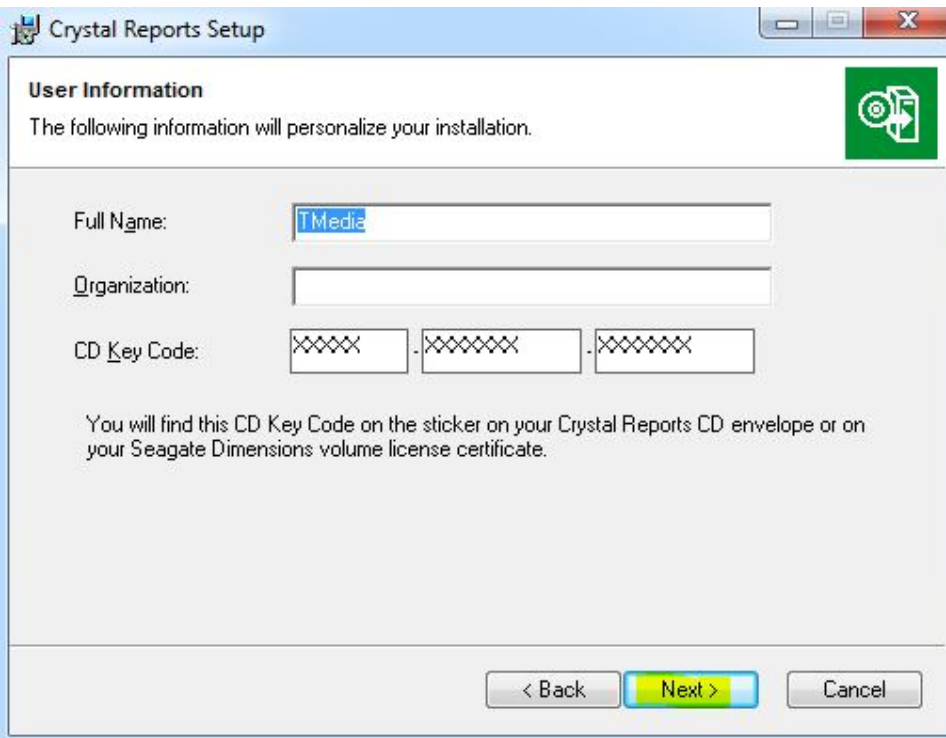 Crystal Reports Setup
User Information
The following information will personalize your installation.
Full Name: TMedia
Organization:
CD Key Code: XXXXX - XXXXXXX - XXXXXXX
You will find this CD Key Code on the sticker on your Crystal Reports CD envelope or on
your Seagate Dimensions volume license certificate.
< Back Next > Cancel